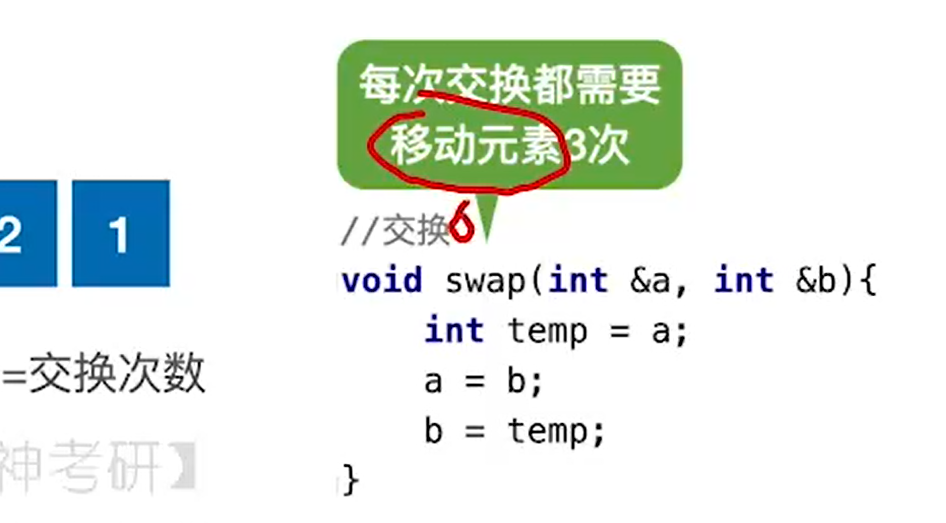 每次交换都需要
移动元素3次
2 1
//交换6
void swap(int &a, int &b){
int temp = a;
=交换次数
a = b;
b = temp;
神考研】
}